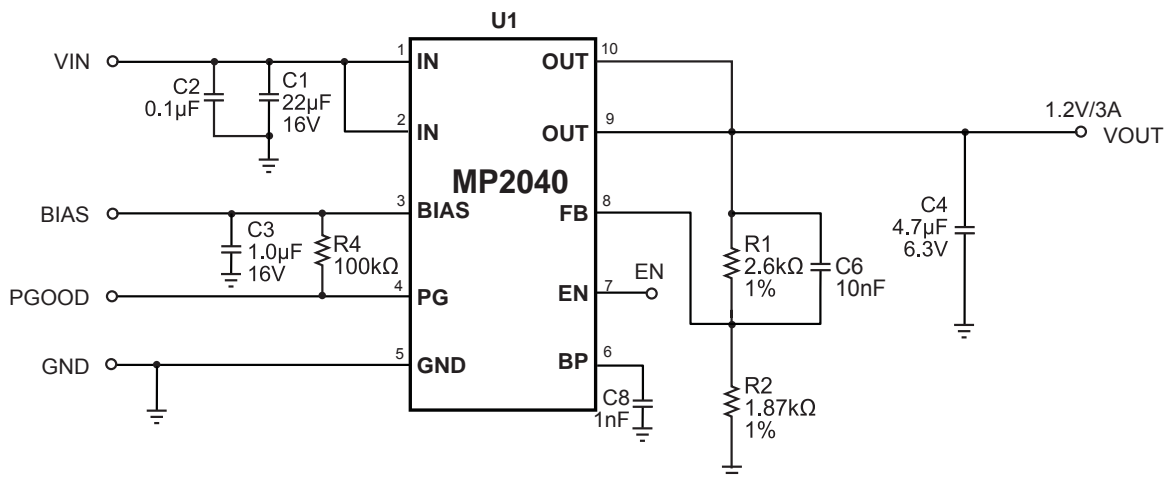 U1
VIN
C2
0.1µF
C1
22µF
16V
1
IN
2
IN
MP2040
OUT
10
OUT
9
1.2V/3A
VOUT
C4
4.7µF
6.3V
BIAS
C3
1.0µF
16V
R4
100kΩ
3
BIAS
FB
8
R1
2.6kΩ
1%
C6
10nF
PGOOD
4
PG
EN
7
EN
GND
5
GND
BP
6
C8
1nF
R2
1.87kΩ
1%